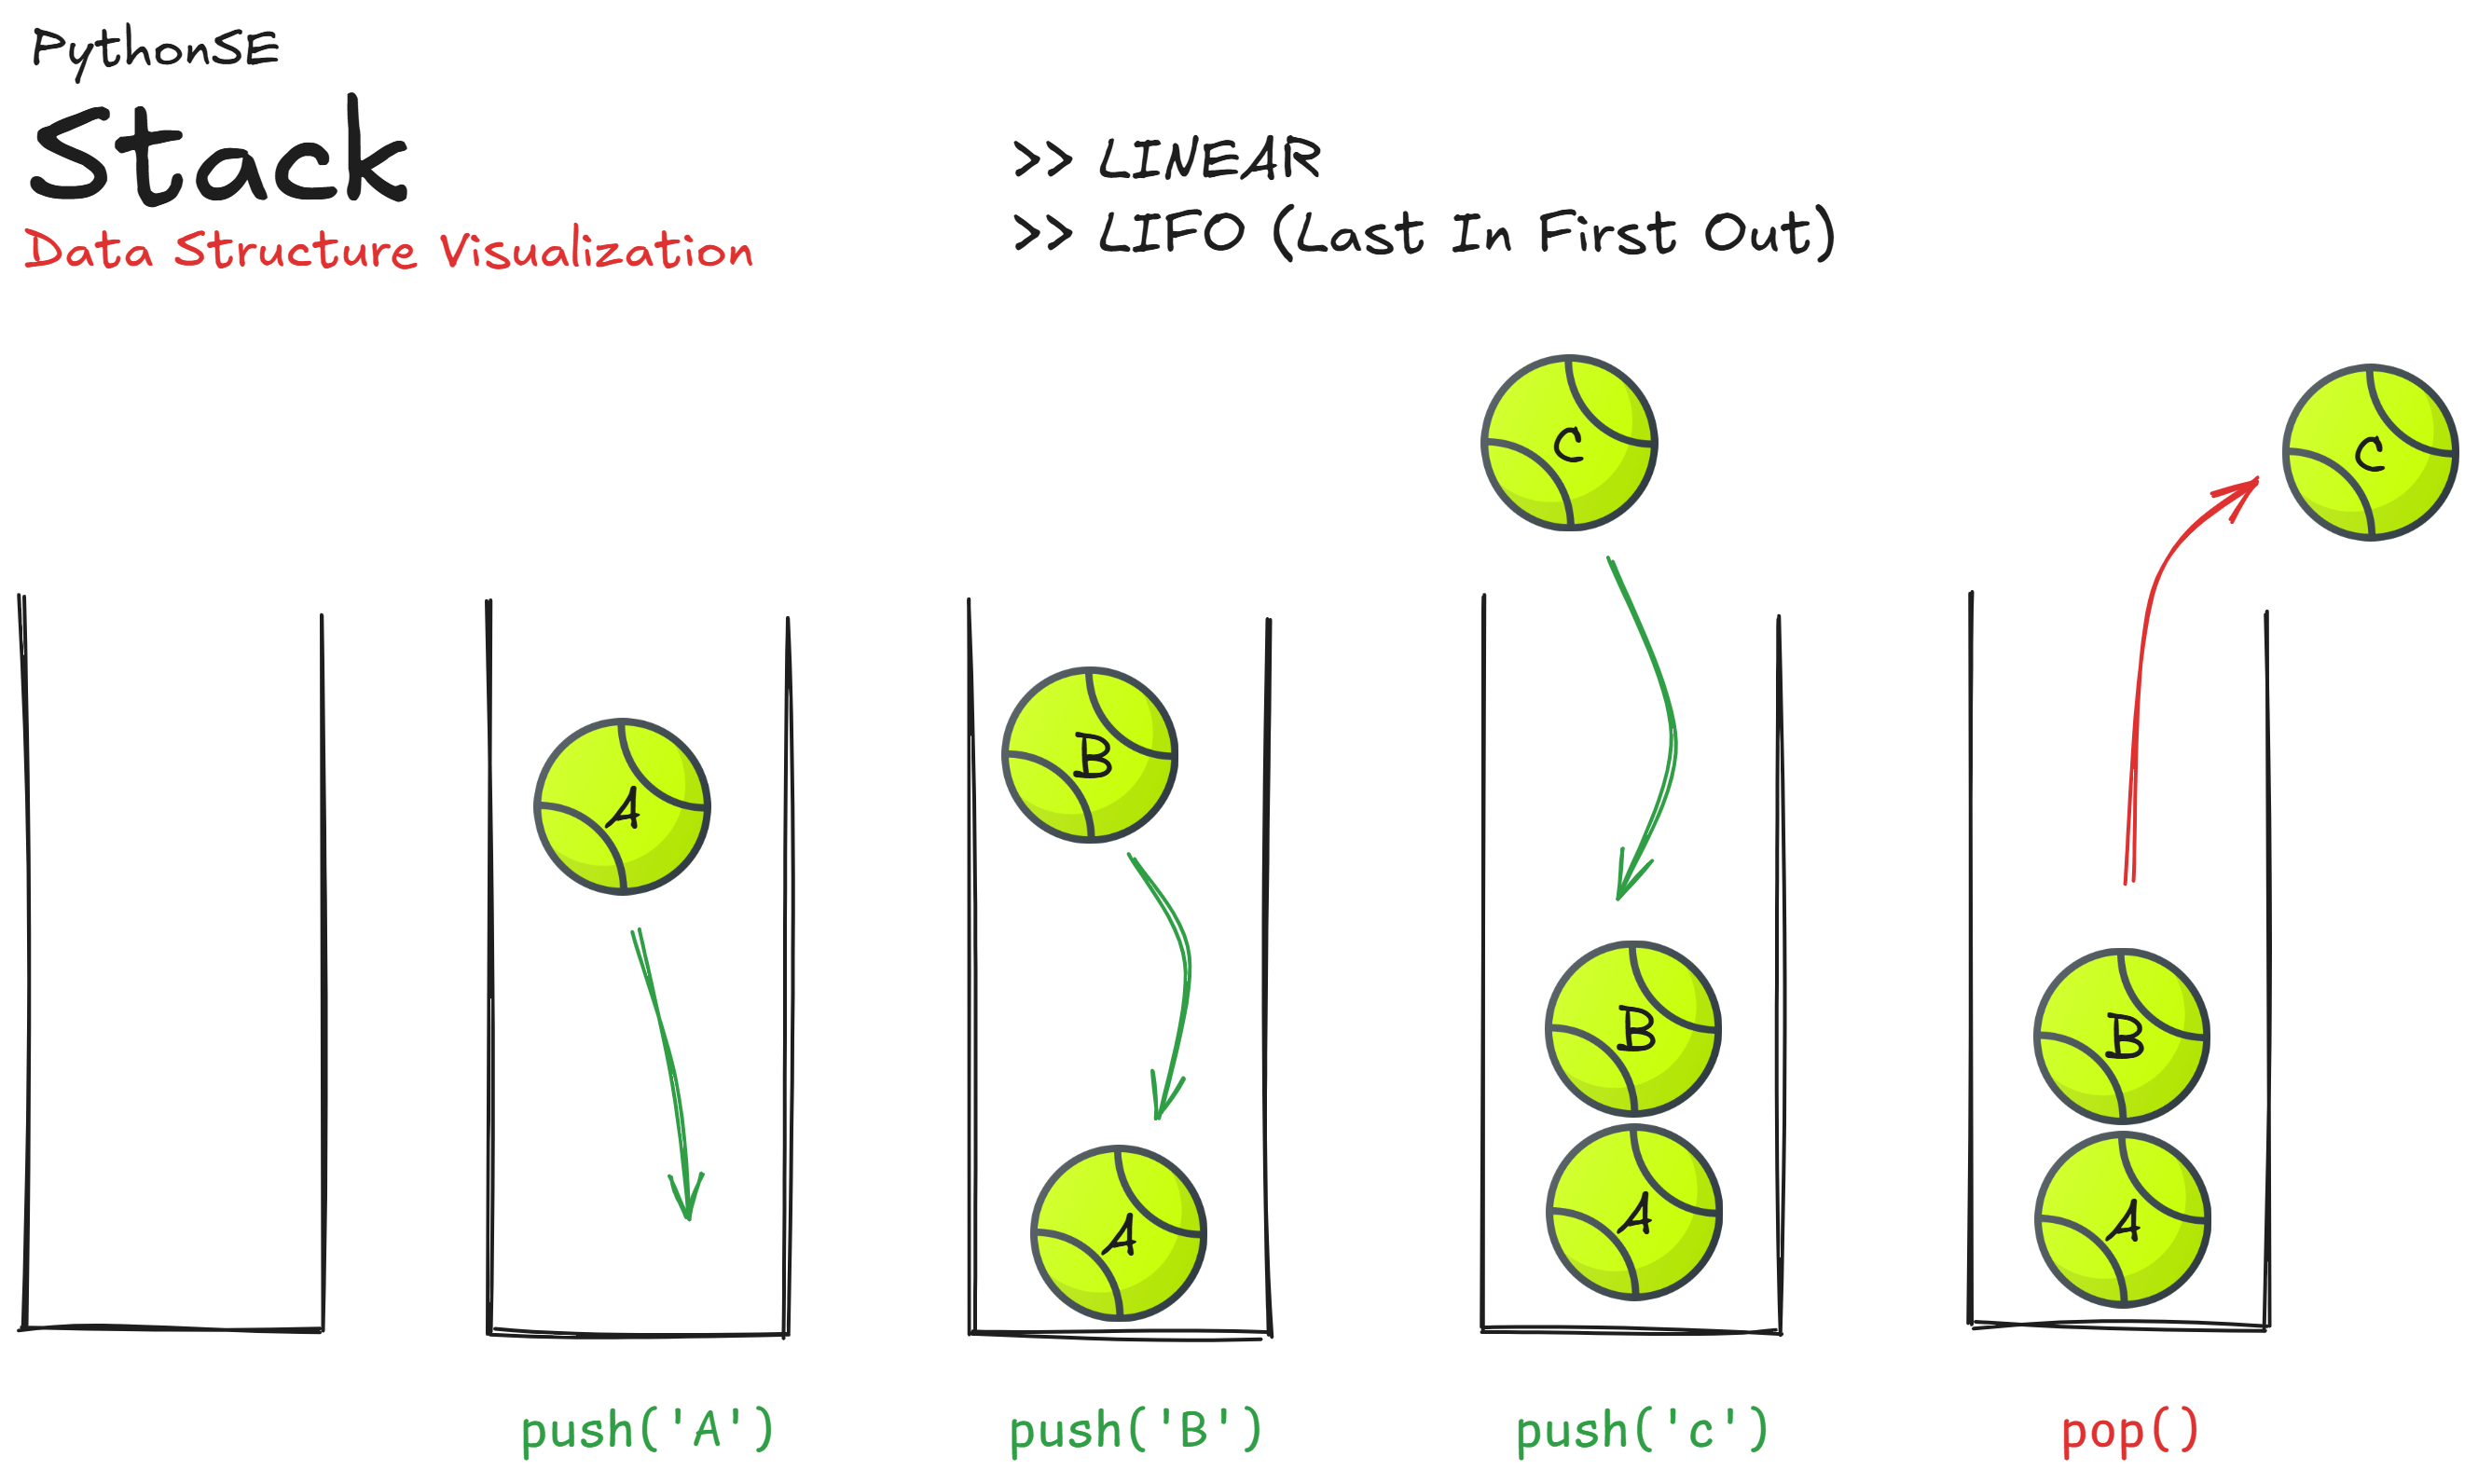 PythonSE
Stack
Data Structure Visualization
>> LINEAR
>> LIFO (Last In First Out)
C
C
A
B
A
B
A
B
A
push('A')
push('B')
push('c')
pop()